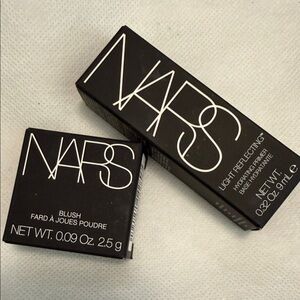 NARS
BLUSH
FARD À JOUES POUDRE
NET WT. 0.09 Oz. 2.5 g
NARS
LIGHT REFLECTING™
HYDRATING PRIMER
BASE HYDRATANTE
NET WT.
0.32 Oz. 9 mL e